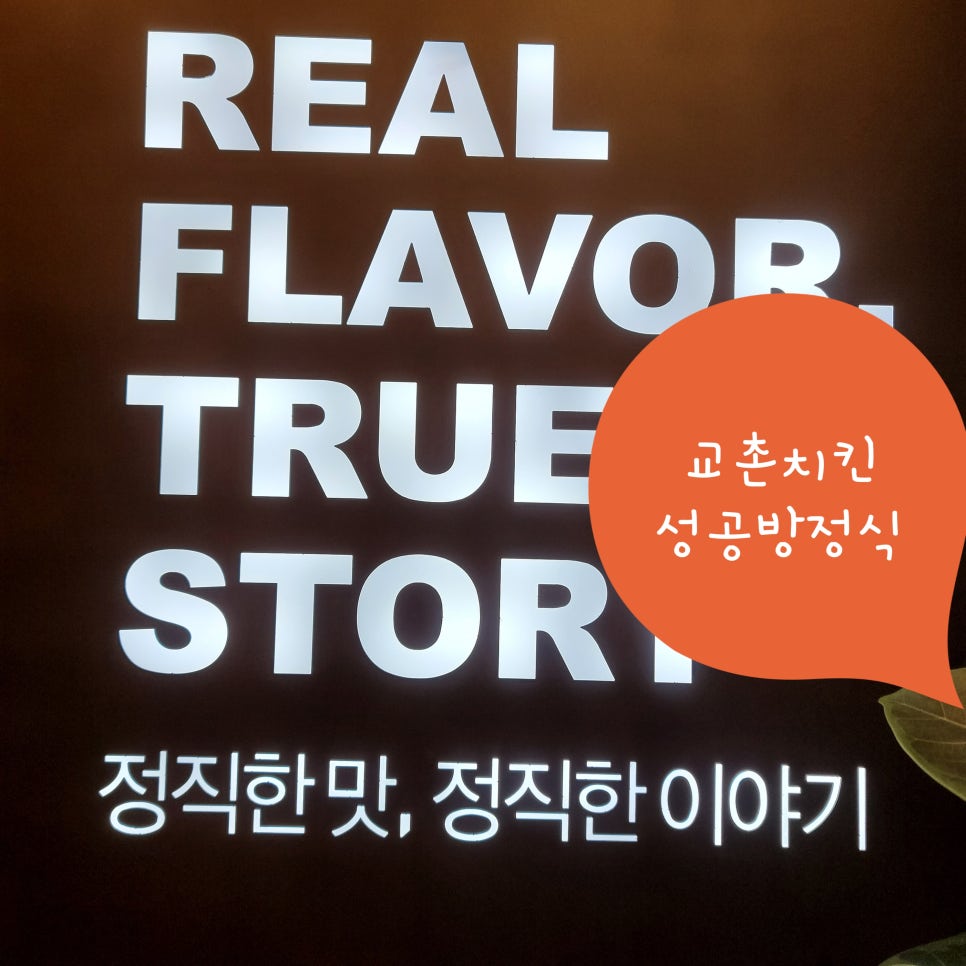 REAL
FLAVOR.
TRUE
STORY
교촌치킨
성공방정식
정직한 맛, 정직한 이야기